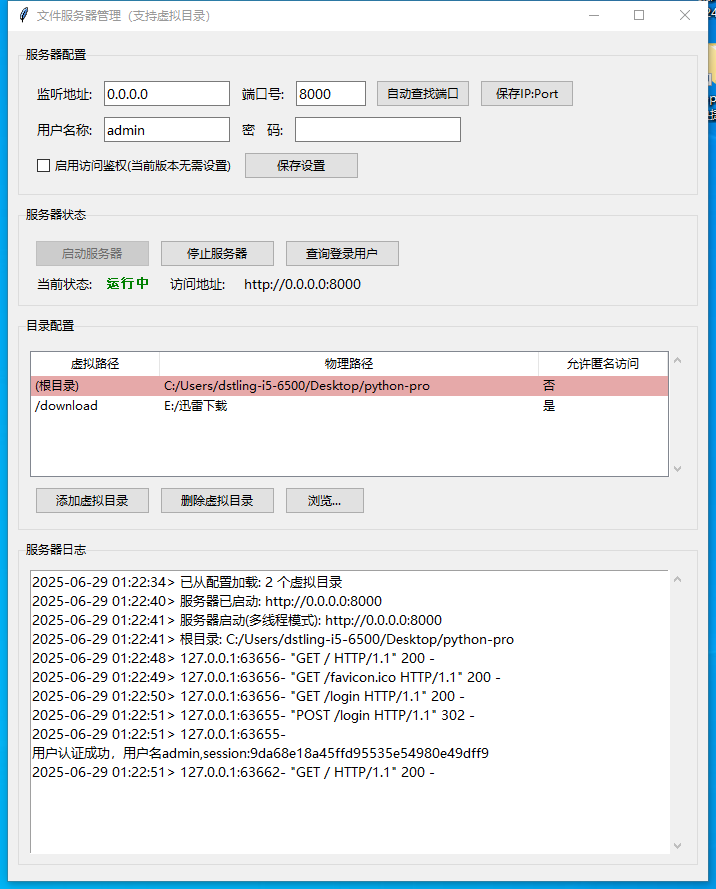 文件服务器管理（支持虚拟目录）
服务器配置
监听地址: 0.0.0.0 端口号: 8000 自动查找端口 保存IP:Port
用户名称: admin 密 码:
启用访问鉴权(当前版本无需设置) 保存设置
服务器状态
启动服务器 停止服务器 查询登录用户
当前状态: 运行中 访问地址: http://0.0.0.0:8000
目录配置
虚拟路径 物理路径 允许匿名访问
(根目录) C:/Users/dstling-i5-6500/Desktop/python-pro 否
/download E:/迅雷下载 是
添加虚拟目录 删除虚拟目录 浏览...
服务器日志
2025-06-29 01:22:34> 已从配置加载: 2 个虚拟目录
2025-06-29 01:22:40> 服务器已启动: http://0.0.0.0:8000
2025-06-29 01:22:41> 服务器启动(多线程模式): http://0.0.0.0:8000
2025-06-29 01:22:41> 根目录: C:/Users/dstling-i5-6500/Desktop/python-pro
2025-06-29 01:22:48> 127.0.0.1:63656- "GET / HTTP/1.1" 200 -
2025-06-29 01:22:49> 127.0.0.1:63656- "GET /favicon.ico HTTP/1.1" 200 -
2025-06-29 01:22:50> 127.0.0.1:63656- "GET /login HTTP/1.1" 200 -
2025-06-29 01:22:51> 127.0.0.1:63655- "POST /login HTTP/1.1" 302 -
2025-06-29 01:22:51> 127.0.0.1:63655-
用户认证成功，用户名admin,session:9da68e18a45ffd95535e54980e49dff9
2025-06-29 01:22:51> 127.0.0.1:63662- "GET / HTTP/1.1" 200 -